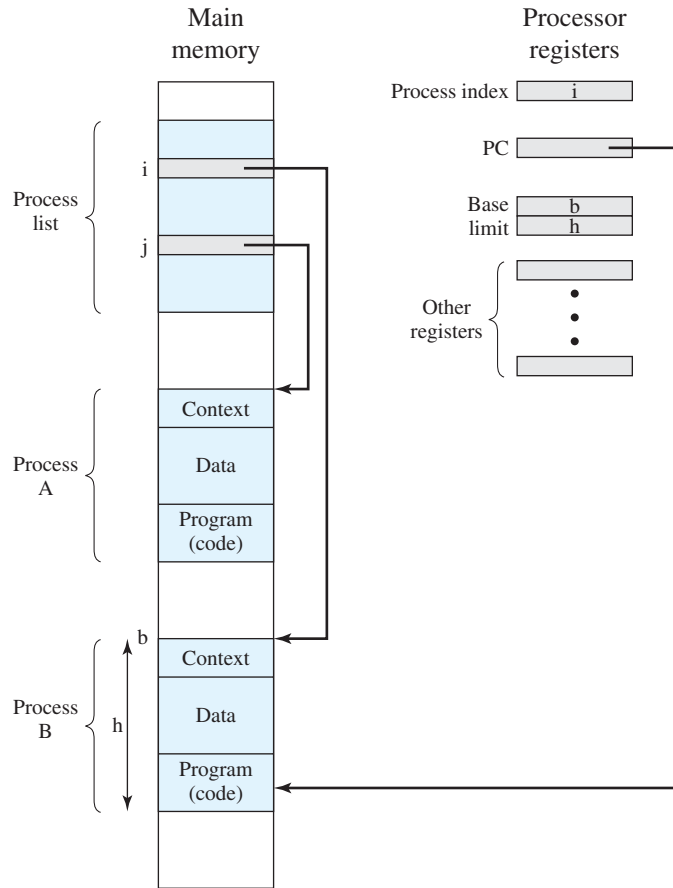 Main
memory
Processor
registers
Process index
i
PC
Base
limit
b
h
Other
registers
Process
list
i
j
Process
A
Context
Data
Program
(code)
Process
B
b
h
Context
Data
Program
(code)